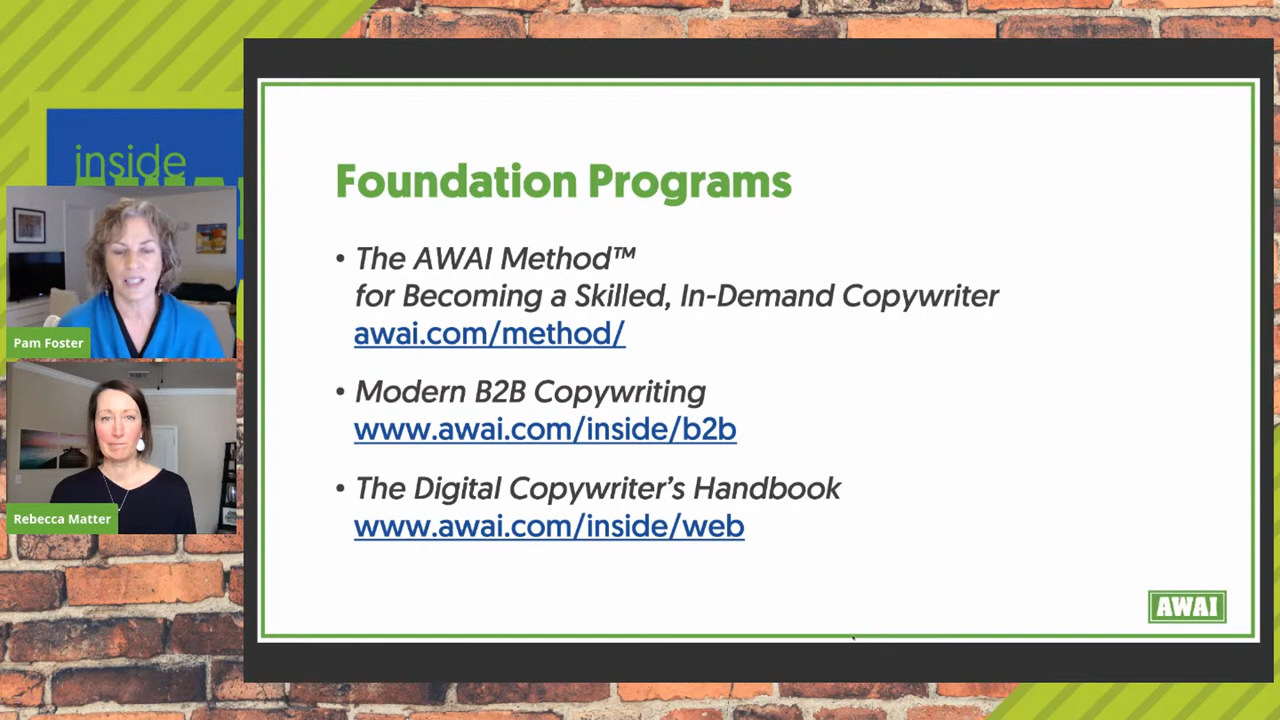 inside
Pam Foster
Rebecca Matter
Foundation Programs
• The AWAI Method™
for Becoming a Skilled, In-Demand Copywriter
awai.com/method/
• Modern B2B Copywriting
www.awai.com/inside/b2b
• The Digital Copywriter’s Handbook
www.awai.com/inside/web
AWAI